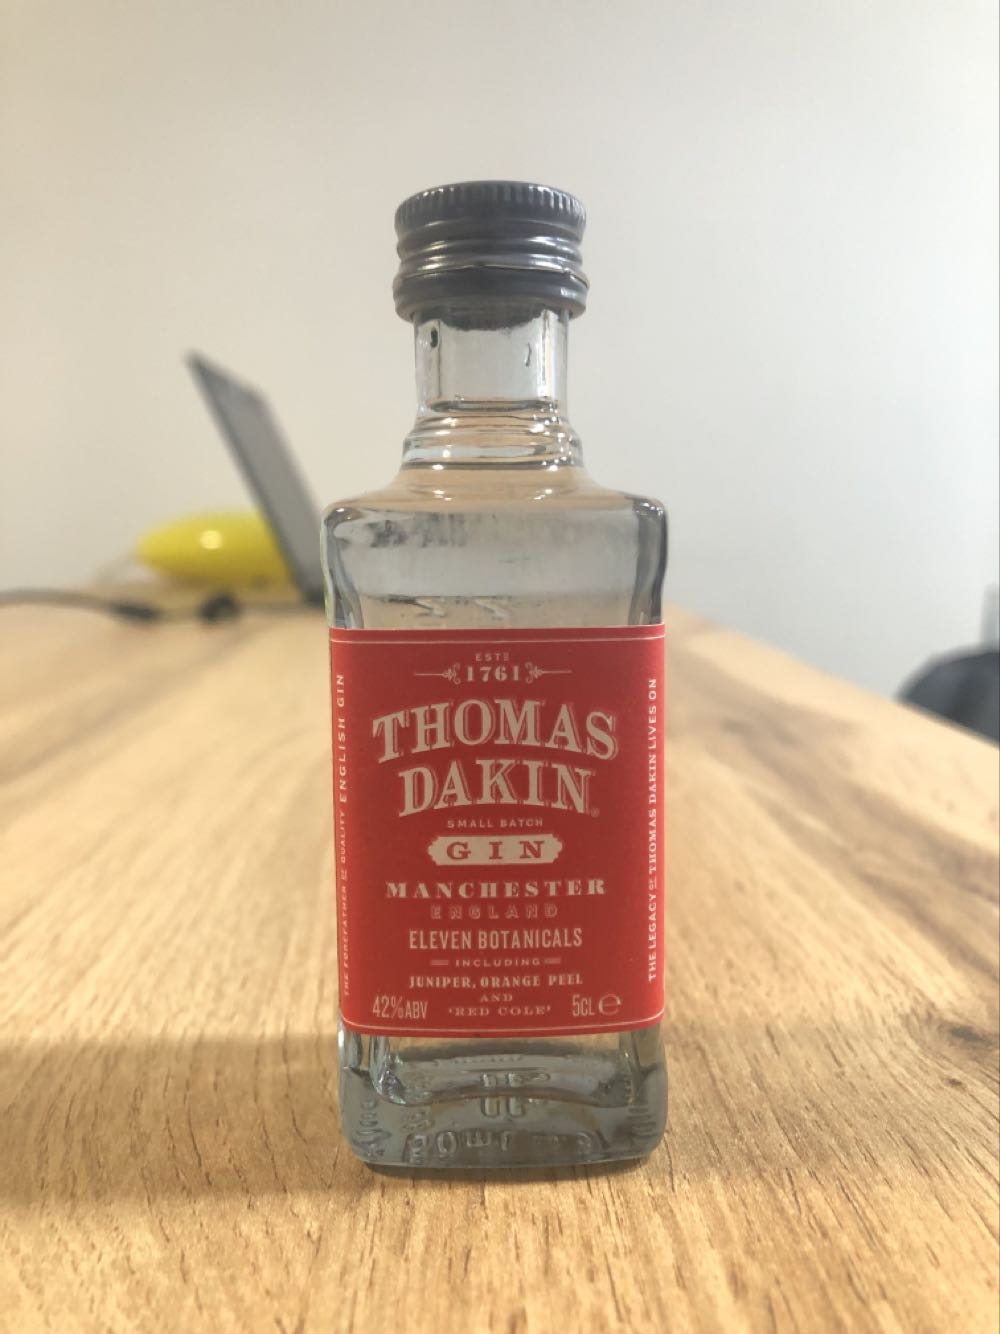 ESTD
1761
THOMAS
DAKIN®
SMALL BATCH
GIN
MANCHESTER
ENGLAND
ELEVEN BOTANICALS
INCLUDING
JUNIPER, ORANGE PEEL
AND
'RED COLE'
42%ABV
5CL ℮
THE FOREFATHER OF QUALITY ENGLISH GIN
THE LEGACY OF THOMAS DAKIN LIVES ON